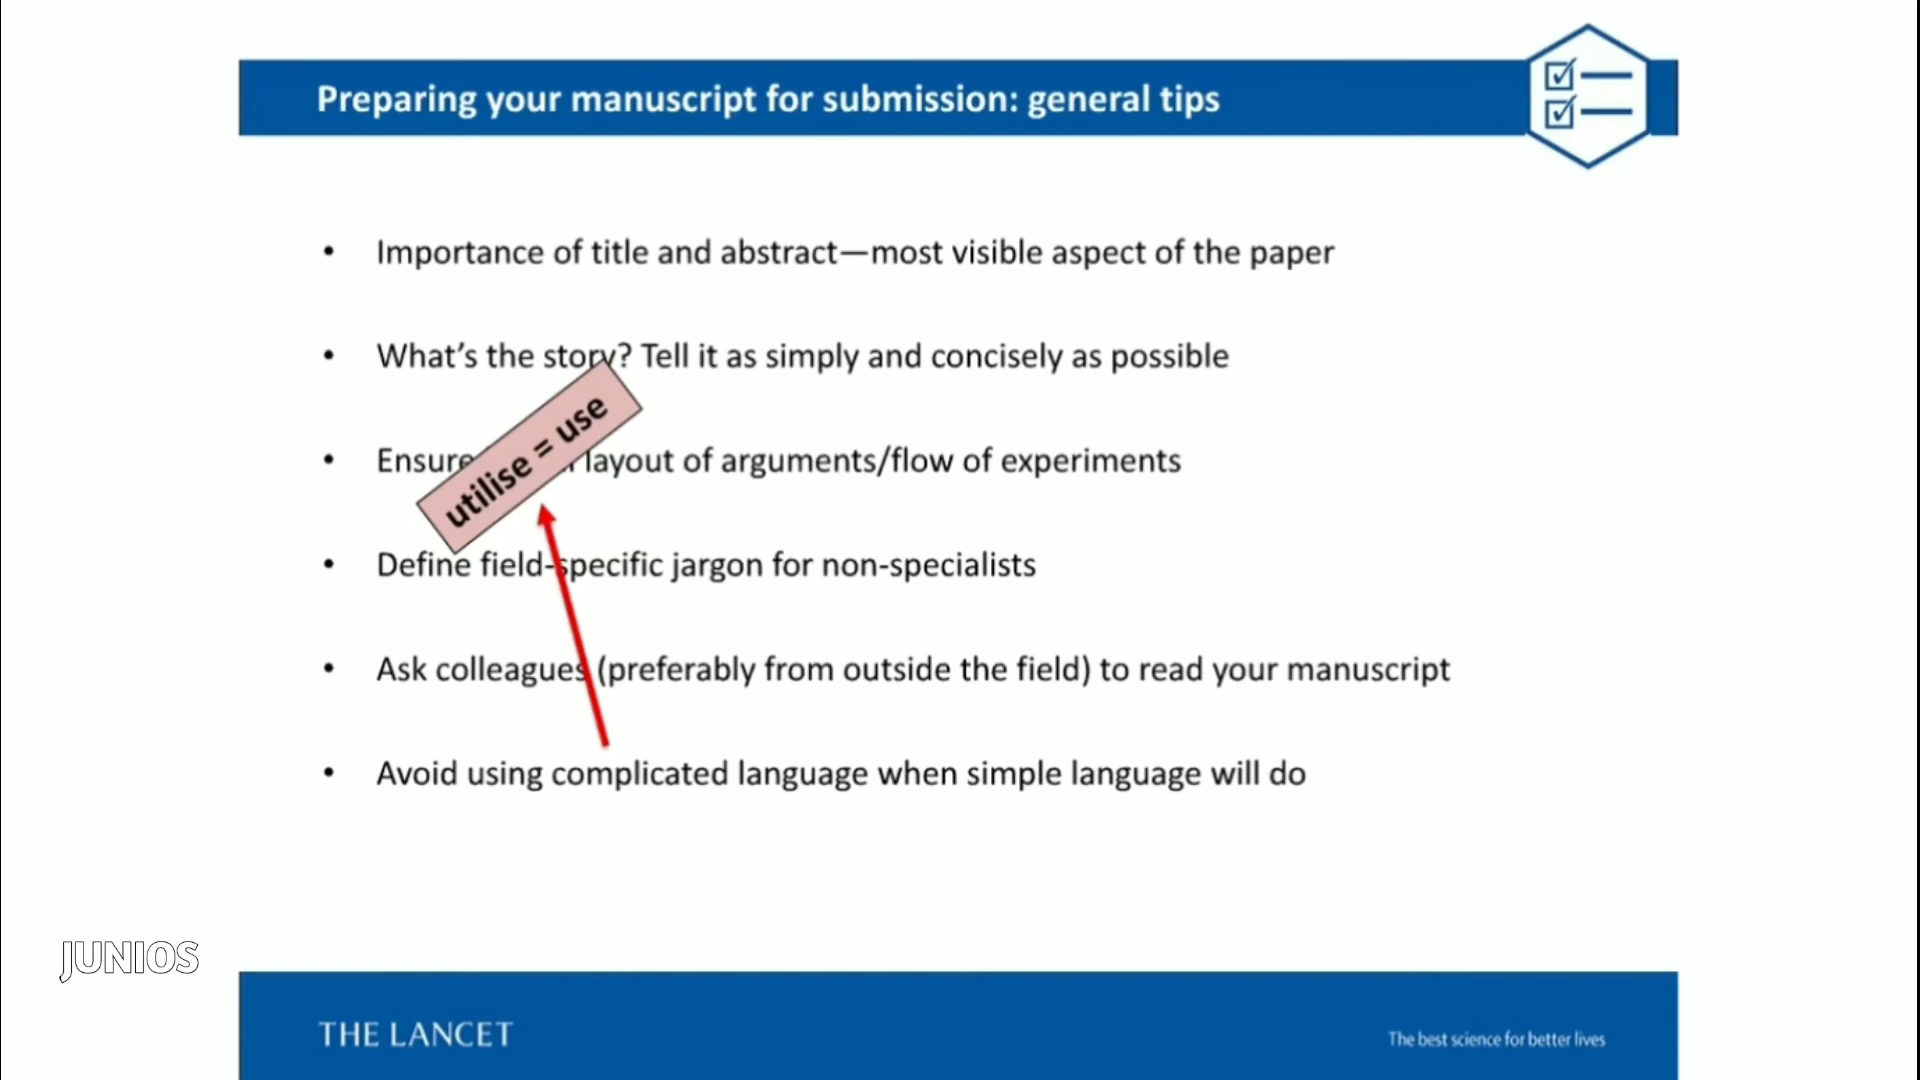 Preparing your manuscript for submission: general tips
• Importance of title and abstract—most visible aspect of the paper
• What's the story? Tell it as simply and concisely as possible
utilise = use
• Ensure layout of arguments/flow of experiments
• Define field-specific jargon for non-specialists
• Ask colleagues (preferably from outside the field) to read your manuscript
• Avoid using complicated language when simple language will do
JUNIOS
THE LANCET
The best science for better lives